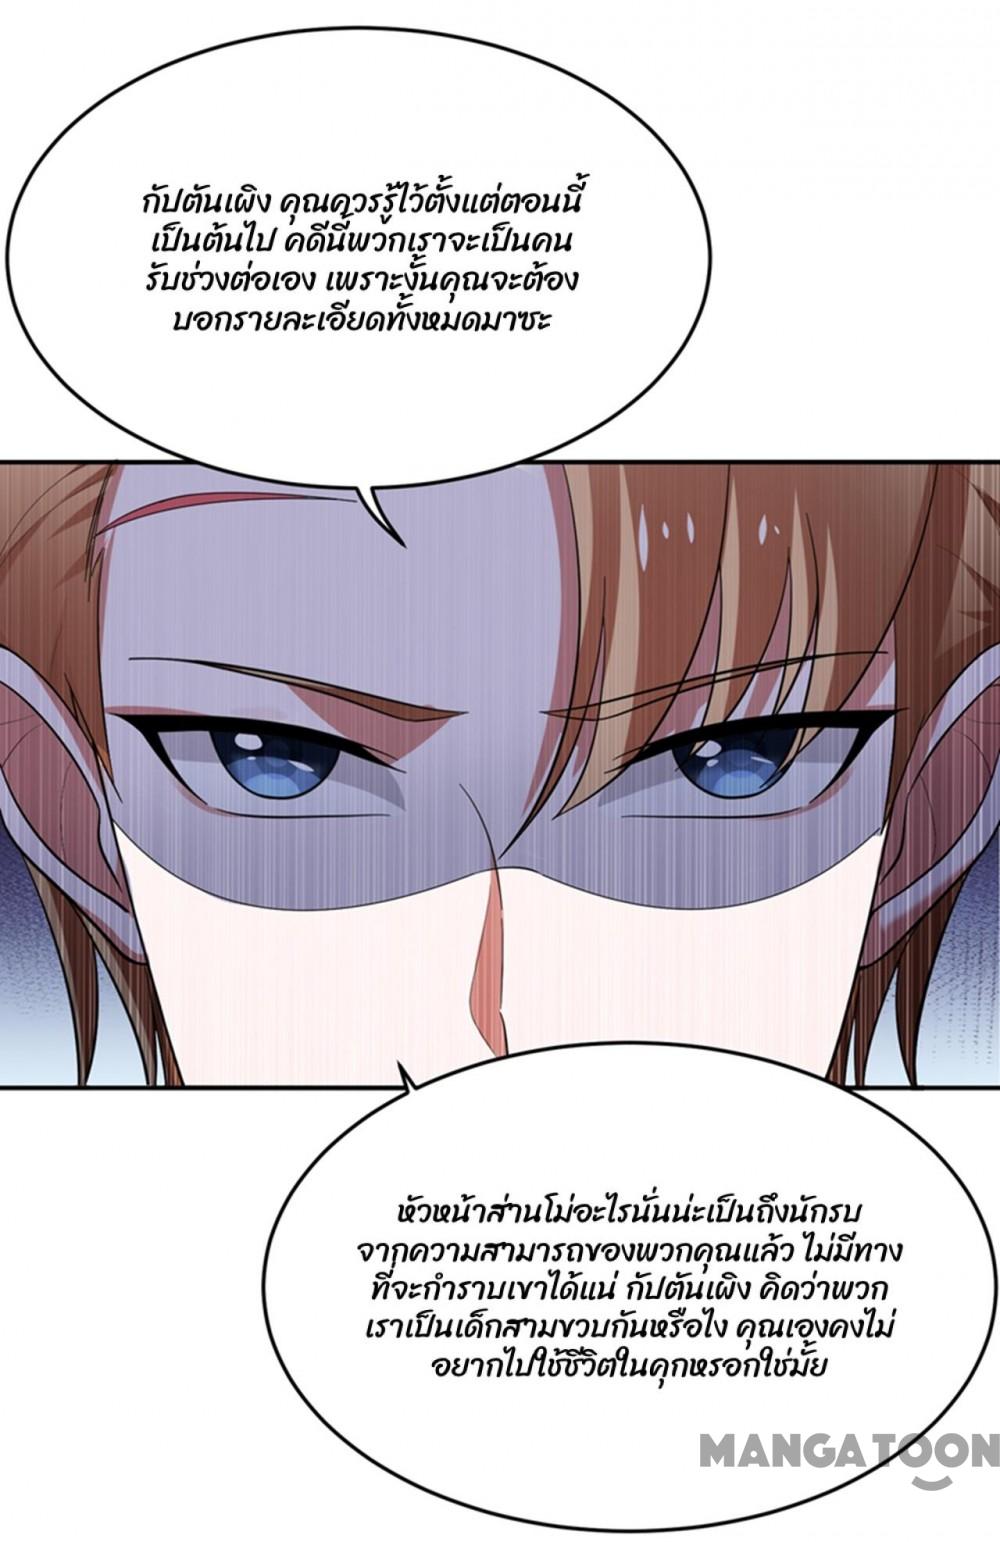 กัปตันเผิง คุณควรรู้ไว้ตั้งแต่ตอนนี้
เป็นต้นไป คดีนี้พวกเราจะเป็นคน
รับช่วงต่อเอง เพราะงั้นคุณจะต้อง
บอกรายละเอียดทั้งหมดมาซะ
หัวหน้าส่านโม่อะไรนั่นน่ะเป็นถึงนักรบ
จากความสามารถของพวกคุณแล้ว ไม่มีทาง
ที่จะกำราบเขาได้แน่ กัปตันเผิง คิดว่าพวก
เราเป็นเด็กสามขวบกันหรือไง คุณเองคงไม่
อยากไปใช้ชีวิตในคุกหรอกใช่มั้ย
MANGATOON